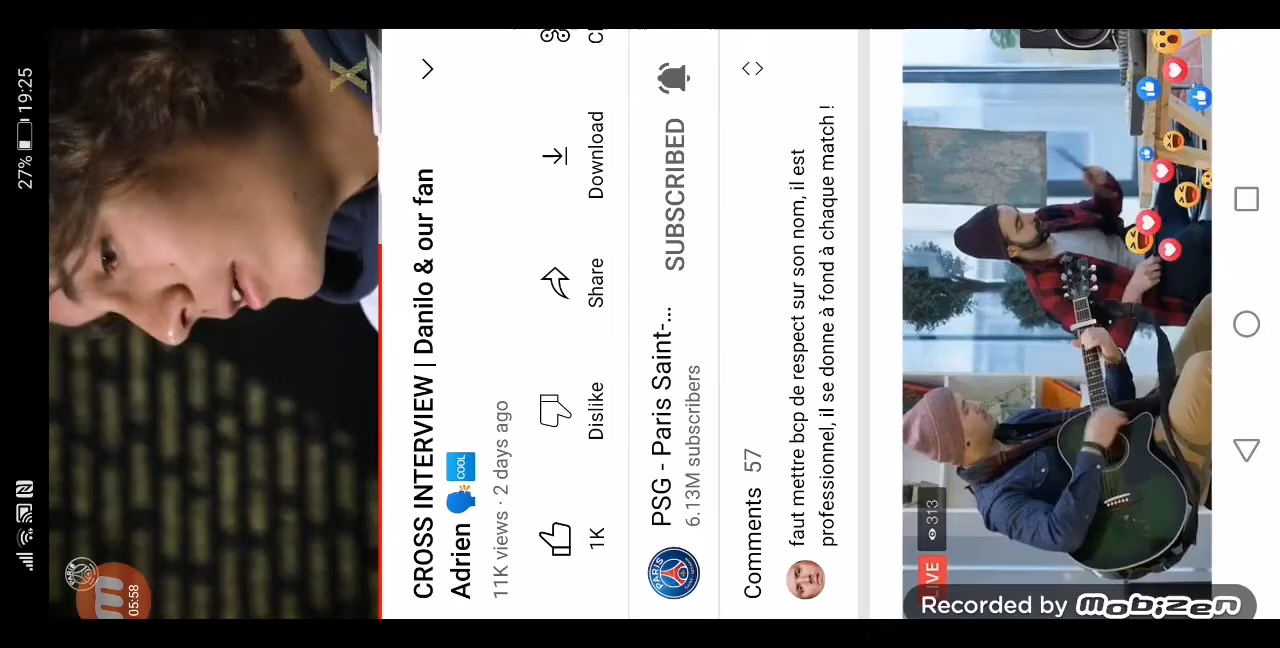 19:25
27%
05:58
CROSS INTERVIEW | Danilo & our fan
Adrien COOL
11K views · 2 days ago
1K
Dislike
Share
Download
PSG - Paris Saint-...
6.13M subscribers
SUBSCRIBED
PARIS
Comments 57
faut mettre bcp de respect sur son nom, il est
professionnel, il se donne à fond à chaque match !
LIVE
313
Recorded by mobizen